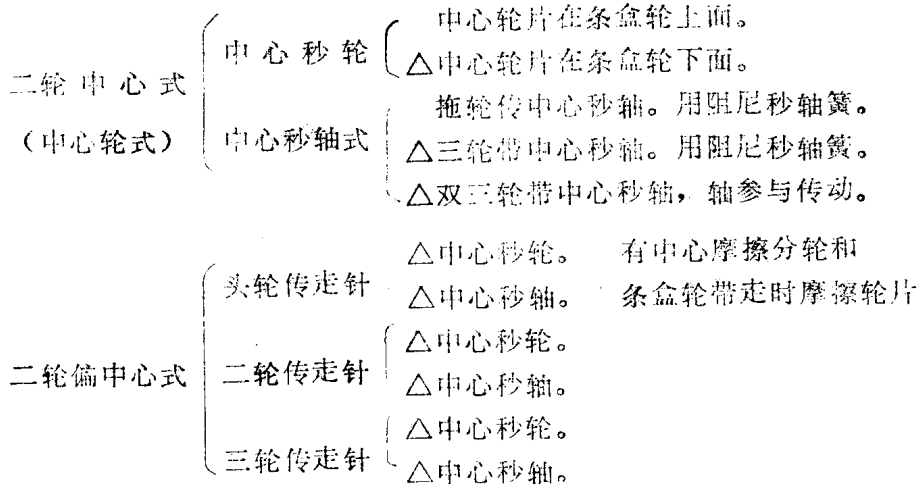 中心轮片在条盒轮上面。
中心秒轮
△中心轮片在条盒轮下面。
二轮中心式
拖轮传中心秒轴。用阻尼秒轴簧。
（中心轮式）
中心秒轴式
△三轮带中心秒轴。用阻尼秒轴簧。
△双三轮带中心秒轴，轴参与传动。
△中心秒轮。 有中心摩擦分轮和
头轮传走针
△中心秒轴。 条盒轮带走时摩擦轮片
△中心秒轮。
二轮偏中心式
二轮传走针
△中心秒轴。
△中心秒轮。
三轮传走针
△中心秒轴。